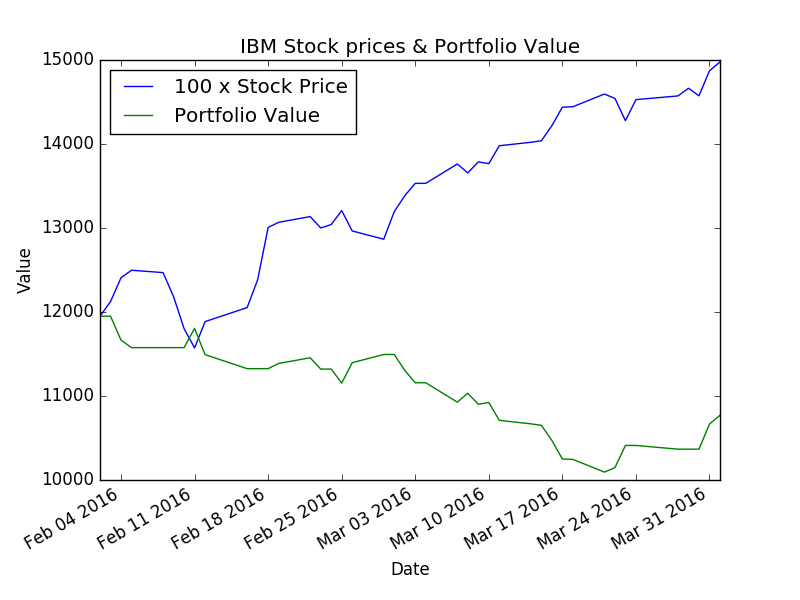 IBM Stock prices & Portfolio Value
15000
100 x Stock Price
Portfolio Value
14000
13000
Value
12000
11000
10000
Feb 04 2016
Feb 11 2016
Feb 18 2016
Feb 25 2016
Mar 03 2016
Mar 10 2016
Mar 17 2016
Mar 24 2016
Mar 31 2016
Date